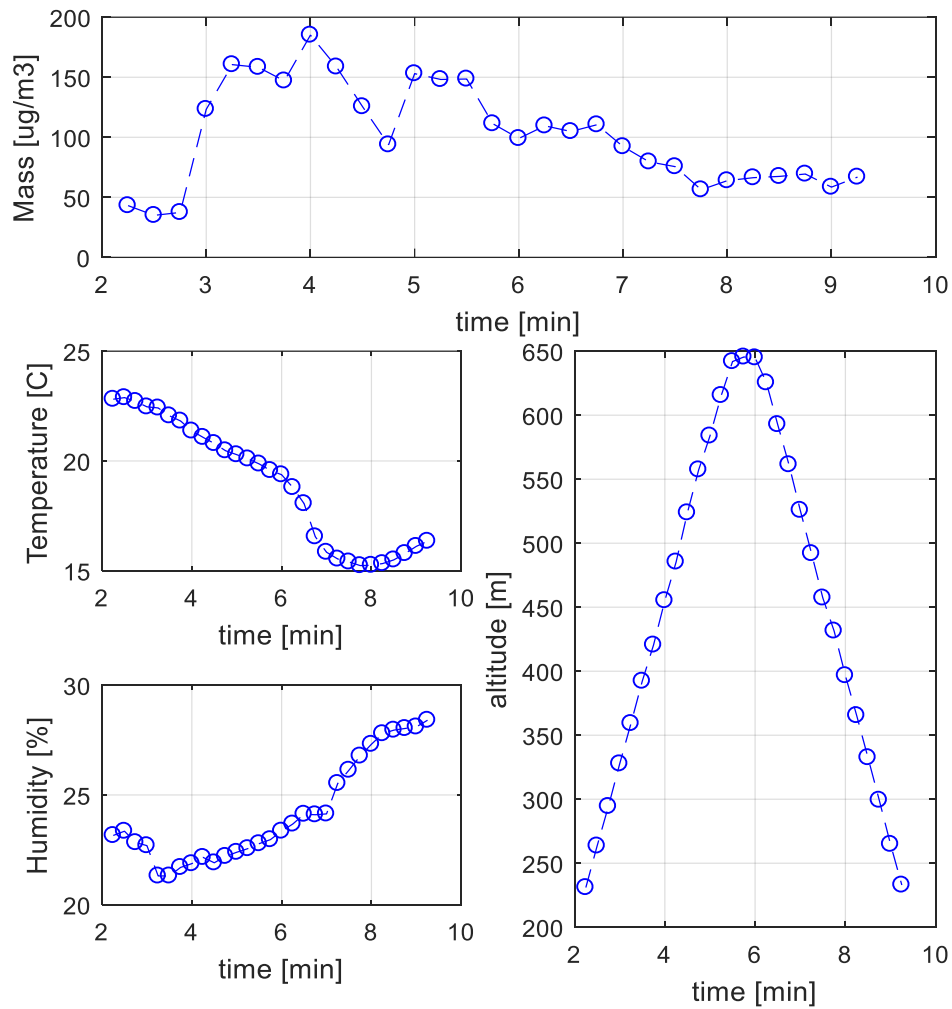 200
150
100
50
0
Mass [ug/m3]
2 3 4 5 6 7 8 9 10
time [min]
25
20
15
Temperature [C]
2 4 6 8 10
time [min]
30
25
20
Humidity [%]
2 4 6 8 10
time [min]
650
600
550
500
450
400
350
300
250
200
altitude [m]
2 4 6 8 10
time [min]